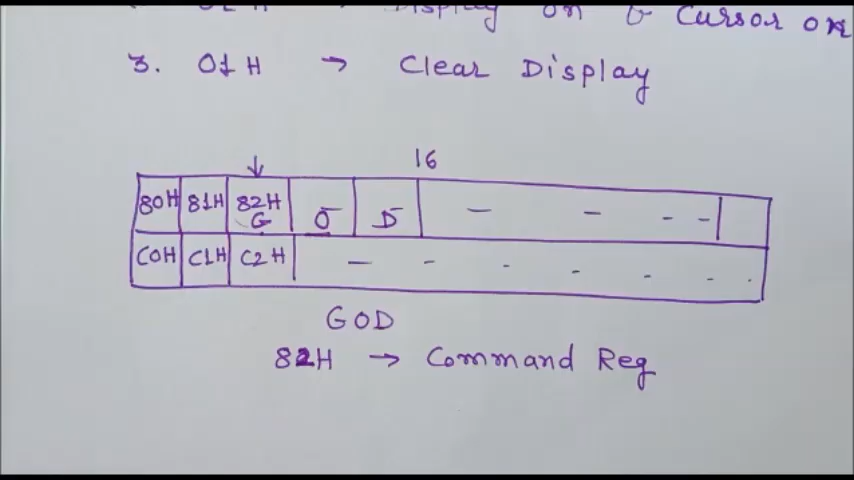 Display on & Cursor on
3. 01H → Clear Display
16
80H 81H 82H
G O D
C0H C1H C2H
GOD
82H → Command Reg